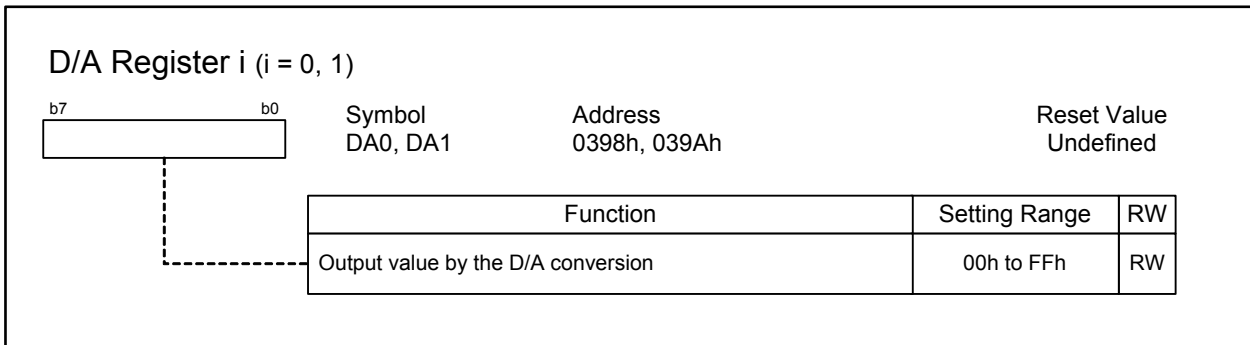 D/A Register i (i = 0, 1)
b7 b0 Symbol Address Reset Value
DA0, DA1 0398h, 039Ah Undefined
Function Setting Range RW
Output value by the D/A conversion 00h to FFh RW